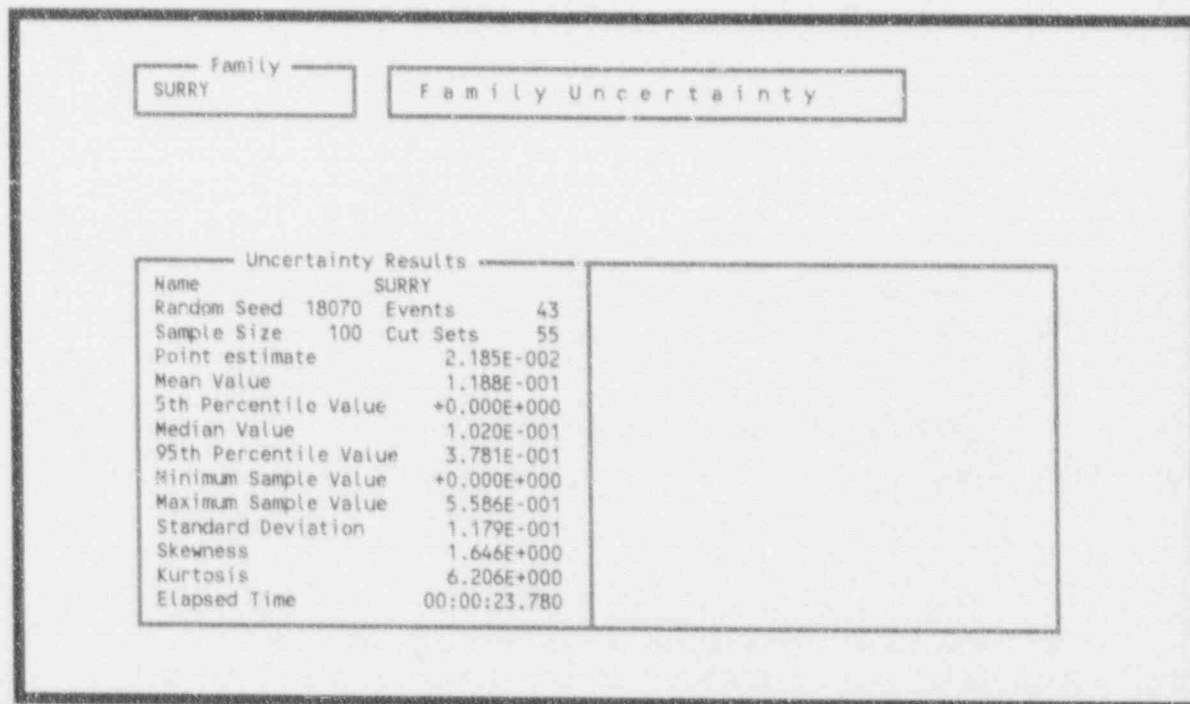 Family
SURRY
Family Uncertainty
Uncertainty Results
Name SURRY
Random Seed 18070 Events 43
Sample Size 100 Cut Sets 55
Point estimate 2.185E-002
Mean Value 1.188E-001
5th Percentile Value +0.000E+000
Median Value 1.020E-001
95th Percentile Value 3.781E-001
Minimum Sample Value +0.000E+000
Maximum Sample Value 5.586E-001
Standard Deviation 1.179E-001
Skewness 1.646E+000
Kurtosis 6.206E+000
Elapsed Time 00:00:23.780